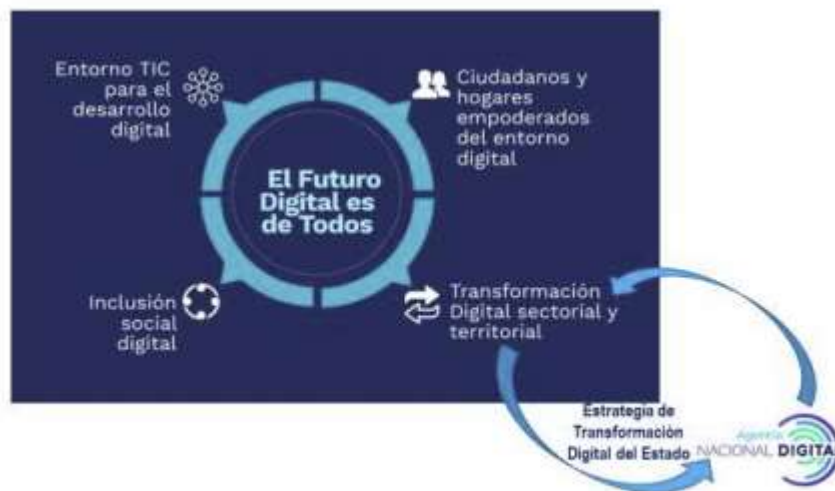 Entorno TIC
para el
desarrollo
digital
Ciudadanos y
hogares
empoderados
del entorno
digital
El Futuro
Digital es
de Todos
Inclusión
social
digital
Transformación
Digital sectorial y
territorial
Estrategia de
Transformación
Digital del Estado
Agencia
NACIONAL DIGITA